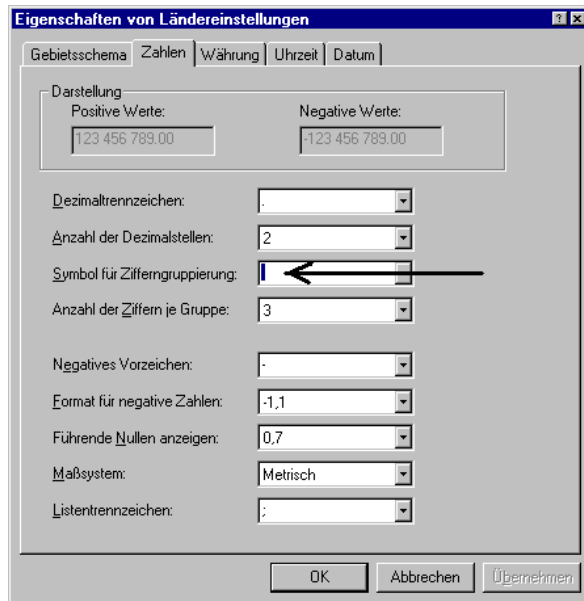 Eigenschaften von Ländereinstellungen
Gebietsschema Zahlen Währung Uhrzeit Datum
Darstellung
Positive Werte: Negative Werte:
123 456 789.00 -123 456 789.00
Dezimaltrennzeichen: .
Anzahl der Dezimalstellen: 2
Symbol für Zifferngruppierung:
Anzahl der Ziffern je Gruppe: 3
Negatives Vorzeichen: -
Format für negative Zahlen: -1,1
Führende Nullen anzeigen: 0,7
Maßsystem: Metrisch
Listentrennzeichen: ;
OK Abbrechen Übernehmen